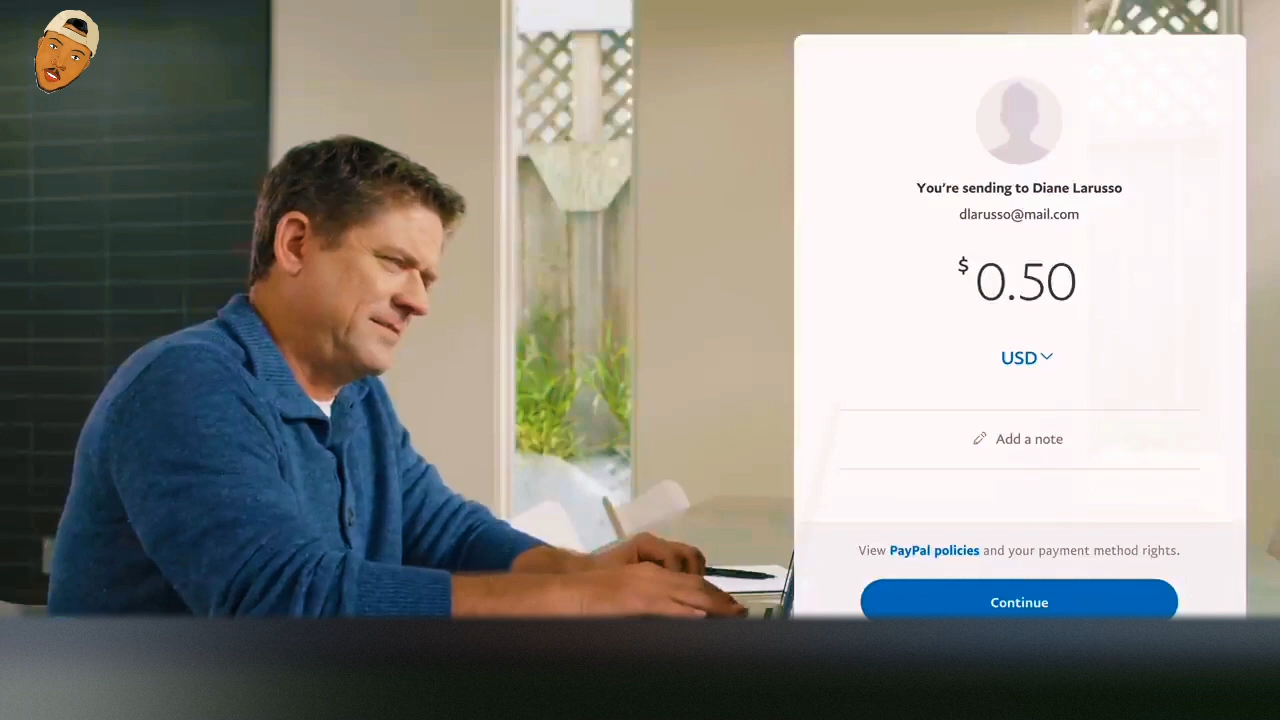 You're sending to Diane Larusso
dlarusso@mail.com
$0.50
USD
Add a note
View PayPal policies and your payment method rights.
Continue